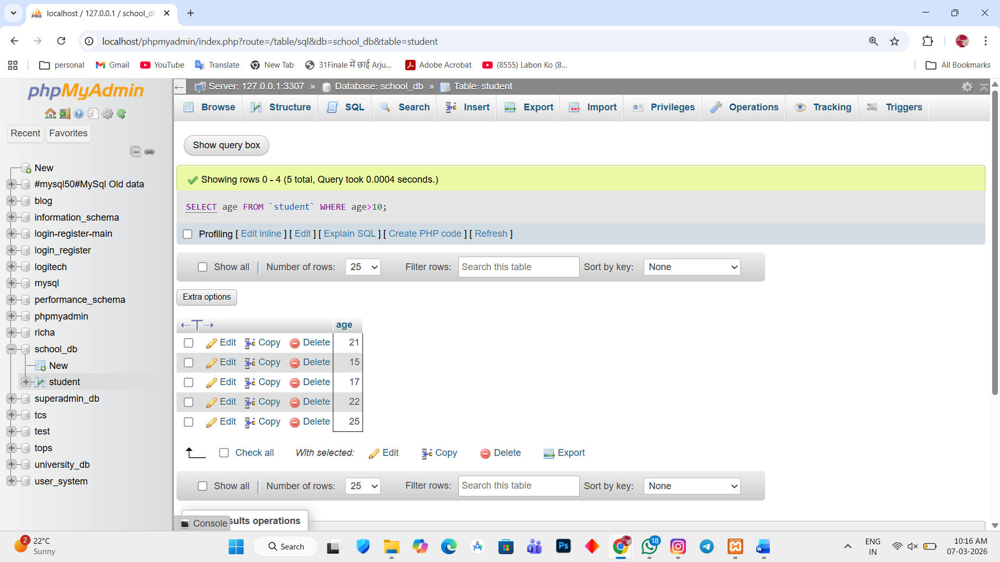 localhost / 127.0.0.1 / school_db
localhost/phpmyadmin/index.php?route=/table/sql&db=school_db&table=student
personal
Gmail
YouTube
Translate
New Tab
31Finale में छाई Arju...
Adobe Acrobat
(8555) Labon Ko (8...
All Bookmarks
phpMyAdmin
Recent
Favorites
New
#mysql50#MySql Old data
blog
information_schema
login-register-main
login_register
logitech
mysql
performance_schema
phpmyadmin
richa
school_db
New
student
superadmin_db
tcs
test
tops
university_db
user_system
Server: 127.0.0.1:3307 » Database: school_db » Table: student
Browse
Structure
SQL
Search
Insert
Export
Import
Privileges
Operations
Tracking
Triggers
Show query box
Showing rows 0 - 4 (5 total, Query took 0.0004 seconds.)
SELECT age FROM `student` WHERE age>10;
Profiling [ Edit inline ] [ Edit ] [ Explain SQL ] [ Create PHP code ] [ Refresh ]
Show all | Number of rows: 25 Filter rows: Search this table Sort by key: None
Extra options
age
Edit Copy Delete 21
Edit Copy Delete 15
Edit Copy Delete 17
Edit Copy Delete 22
Edit Copy Delete 25
Check all With selected: Edit Copy Delete Export
Show all | Number of rows: 25 Filter rows: Search this table Sort by key: None
Console
sults operations
2
22°C
Sunny
Search
Ps
18
ENG
IN
10:16 AM
07-03-2026